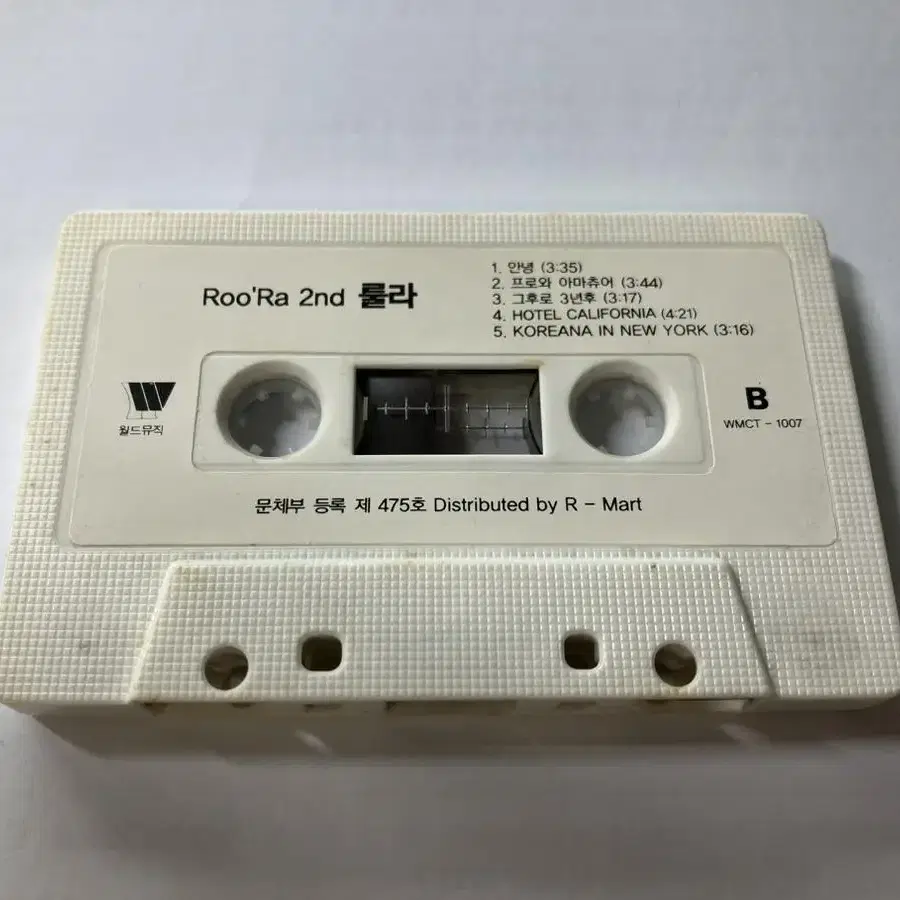 Roo'Ra 2nd 룰라
1. 안녕 (3:35)
2. 프로와 아마츄어 (3:44)
3. 그후로 3년후 (3:17)
4. HOTEL CALIFORNIA (4:21)
5. KOREANA IN NEW YORK (3:16)
월드뮤직
B
WMCT - 1007
문체부 등록 제 475호 Distributed by R - Mart